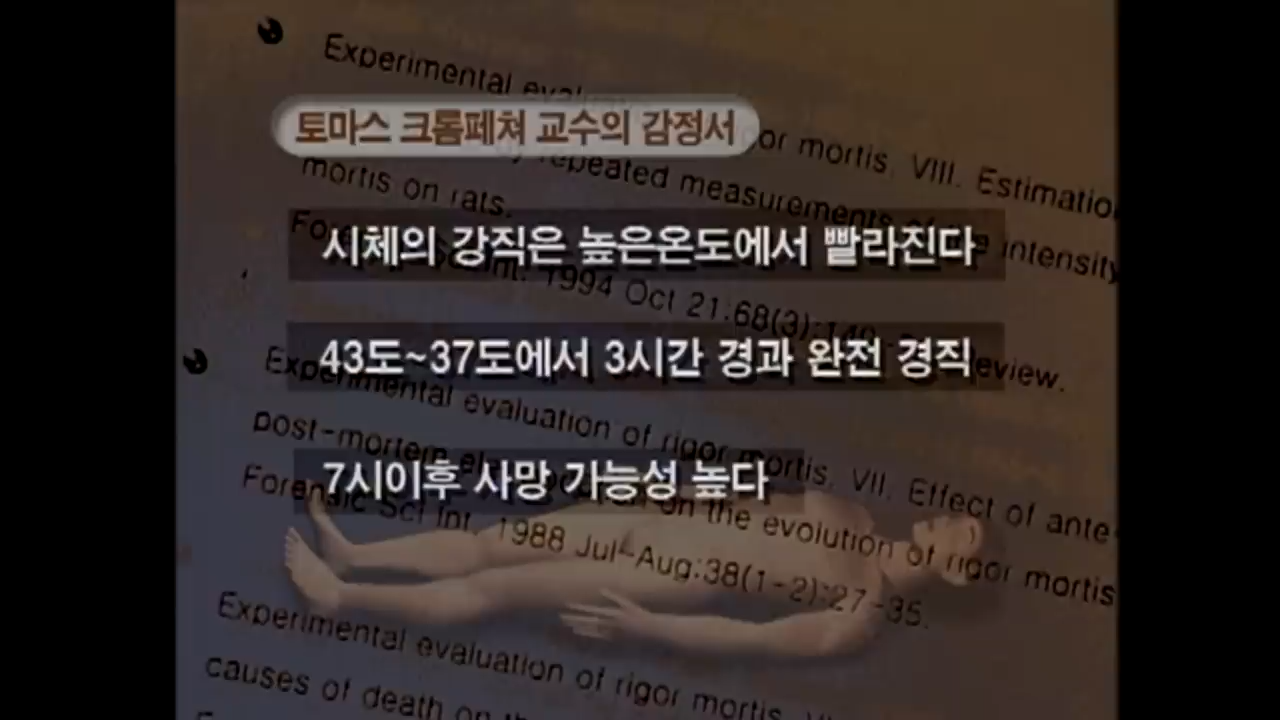 Experimental
토마스 크롬페쳐 교수의 감정서
or mortis. VIII. Estimation
repeated measurements
intensity
mortis on rats.
시체의 강직은 높은온도에서 빨라진다
1994 Oct 21:68(3):149
eview.
43도~37도에서 3시간 경과 완전 경직
Experimental evaluation of rigor mortis. VII. Effect of ante-
post-mortem
on the evolution of rigor mortis
7시이후 사망 가능성 높다
Forensic Sci Int. 1988 Jul-Aug:38(1-2):27-35.
Experimental evaluation of rigor mortis.
causes of death on